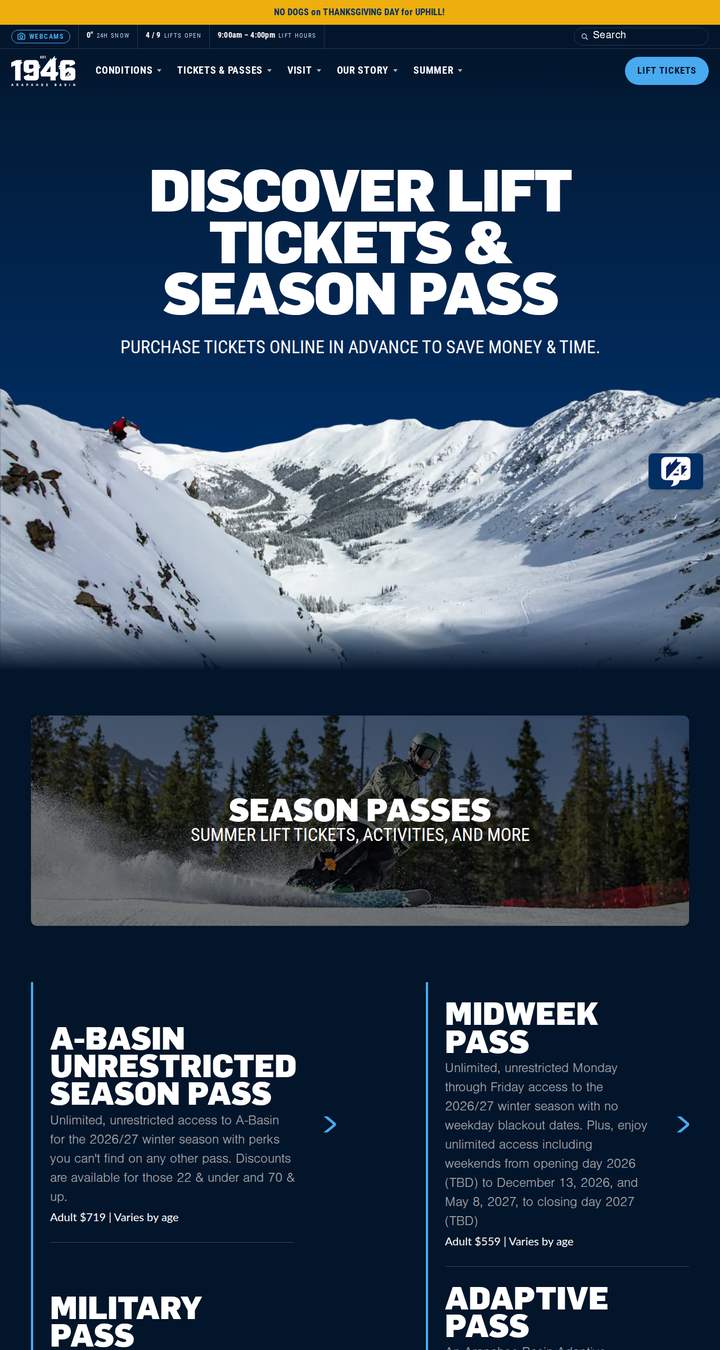 NO DOGS on THANKSGIVING DAY for UPHILL!
WEBCAMS
0" 24H SNOW
4 / 9 LIFTS OPEN
9:00am – 4:00pm LIFT HOURS
Search
1946
ARAPAHOE BASIN
CONDITIONS
TICKETS & PASSES
VISIT
OUR STORY
SUMMER
LIFT TICKETS
DISCOVER LIFT
TICKETS &
SEASON PASS
PURCHASE TICKETS ONLINE IN ADVANCE TO SAVE MONEY & TIME.
SEASON PASSES
SUMMER LIFT TICKETS, ACTIVITIES, AND MORE
A-BASIN
UNRESTRICTED
SEASON PASS
Unlimited, unrestricted access to A-Basin
for the 2026/27 winter season with perks
you can't find on any other pass. Discounts
are available for those 22 & under and 70 &
up.
Adult $719 | Varies by age
MILITARY
PASS
MIDWEEK
PASS
Unlimited, unrestricted Monday
through Friday access to the
2026/27 winter season with no
weekday blackout dates. Plus, enjoy
unlimited access including
weekends from opening day 2026
(TBD) to December 13, 2026, and
May 8, 2027, to closing day 2027
(TBD)
Adult $559 | Varies by age
ADAPTIVE
PASS
An Arapahoe Basin Adaptive